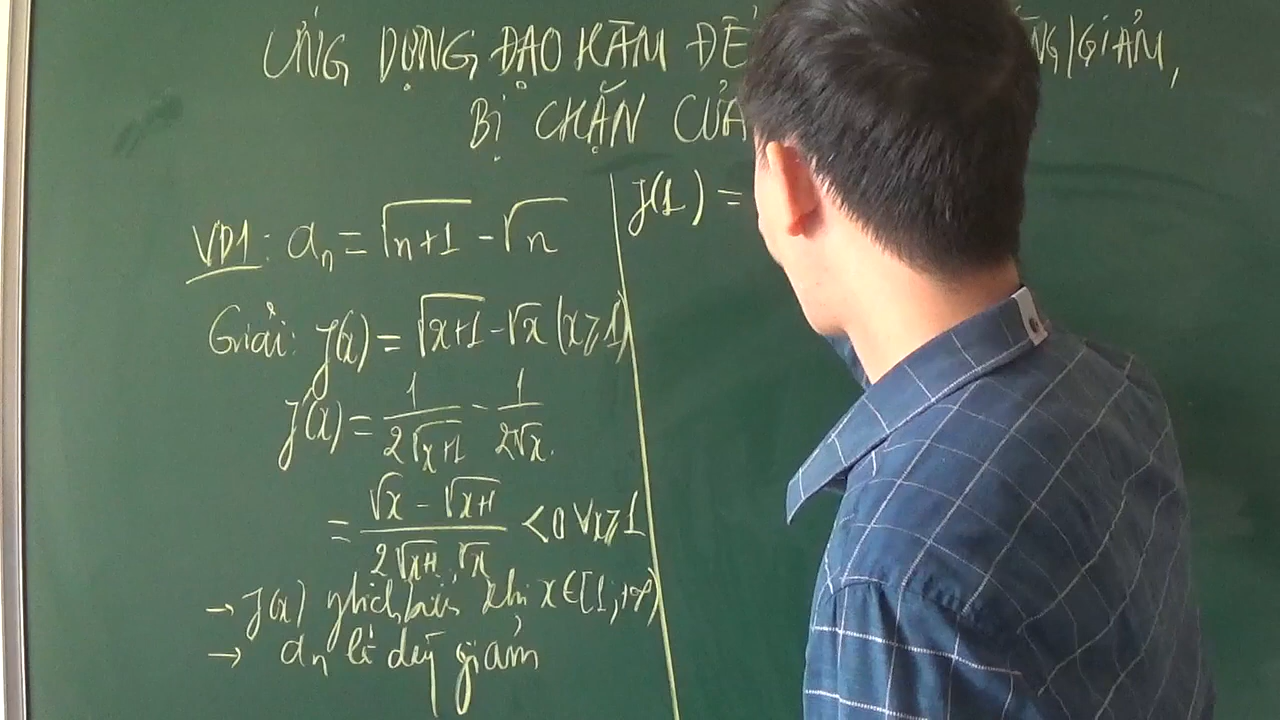 ỨNG DỤNG ĐẠO HÀM ĐỂ NG/GIẢM,
BỊ CHẶN CỦA
VD1: aₙ = √(n+1) - √n
Giải: f(x) = √(x+1) - √x (x ≥ 1)
f'(x) = 1/(2√(x+1)) - 1/(2√x).
= (√x - √(x+1))/(2√(x+1).√x) < 0 ∀x ≥ 1
→ f(x) nghịch biến khi x ∈ [1; +∞)
→ aₙ là dãy giảm
f(1) =